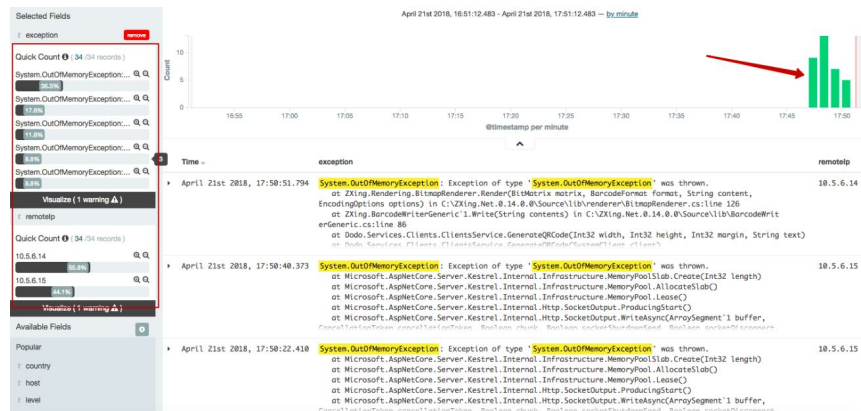 Selected Fields
t exception
remove
Quick Count ( 34 /34 records )
System.OutOfMemoryException:...
35.3%
System.OutOfMemoryException:...
17.6%
System.OutOfMemoryException:...
11.8%
System.OutOfMemoryException:...
8.8%
System.OutOfMemoryException:...
8.8%
Visualize ( 1 warning )
t remoteIp
Quick Count ( 34 /34 records )
10.5.6.14
55.9%
10.5.6.15
44.1%
Visualize ( 1 warning )
Available Fields
Popular
t country
t host
t level
3
April 21st 2018, 16:51:12.483 - April 21st 2018, 17:51:12.483 — by minute
Count
10
5
0
16:55 17:00 17:05 17:10 17:15 17:20 17:25 17:30 17:35 17:40 17:45 17:50
@timestamp per minute
Time exception remoteIp
April 21st 2018, 17:50:51.794 System.OutOfMemoryException: Exception of type 'System.OutOfMemoryException' was thrown. 10.5.6.14
at ZXing.Rendering.BitmapRenderer.Render(BitMatrix matrix, BarcodeFormat format, String content,
EncodingOptions options) in C:\ZXing.Net.0.14.0.0\Source\lib\renderer\BitmapRenderer.cs:line 126
at ZXing.BarcodeWriterGeneric`1.Write(String contents) in C:\ZXing.Net.0.14.0.0\Source\lib\BarcodeWrit
erGeneric.cs:line 86
at Dodo.Services.Clients.ClientsService.GenerateQRCode(Int32 width, Int32 height, Int32 margin, String text)
at Dodo.Services.Clients.ClientsService.GenerateQRCode(SystemClient client)
April 21st 2018, 17:50:40.373 System.OutOfMemoryException: Exception of type 'System.OutOfMemoryException' was thrown. 10.5.6.15
at Microsoft.AspNetCore.Server.Kestrel.Internal.Infrastructure.MemoryPoolSlab.Create(Int32 length)
at Microsoft.AspNetCore.Server.Kestrel.Internal.Infrastructure.MemoryPool.AllocateSlab()
at Microsoft.AspNetCore.Server.Kestrel.Internal.Infrastructure.MemoryPool.Lease()
at Microsoft.AspNetCore.Server.Kestrel.Internal.Http.SocketOutput.ProducingStart()
at Microsoft.AspNetCore.Server.Kestrel.Internal.Http.SocketOutput.WriteAsync(ArraySegment`1 buffer,
CancellationToken cancellationToken, Boolean chunk, Boolean socketShutdownSend, Boolean socketDisconnect,
April 21st 2018, 17:50:22.410 System.OutOfMemoryException: Exception of type 'System.OutOfMemoryException' was thrown. 10.5.6.15
at Microsoft.AspNetCore.Server.Kestrel.Internal.Infrastructure.MemoryPoolSlab.Create(Int32 length)
at Microsoft.AspNetCore.Server.Kestrel.Internal.Infrastructure.MemoryPool.AllocateSlab()
at Microsoft.AspNetCore.Server.Kestrel.Internal.Infrastructure.MemoryPool.Lease()
at Microsoft.AspNetCore.Server.Kestrel.Internal.Http.SocketOutput.ProducingStart()
at Microsoft.AspNetCore.Server.Kestrel.Internal.Http.SocketOutput.WriteAsync(ArraySegment`1 buffer,